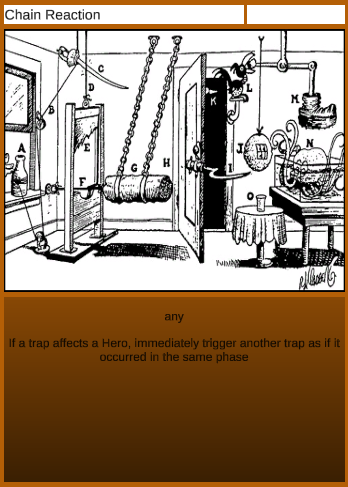 Chain Reaction
C
D
B
A
E
F
G
H
K
L
M
J
N
O
any
If a trap affects a Hero, immediately trigger another trap as if it
occurred in the same phase